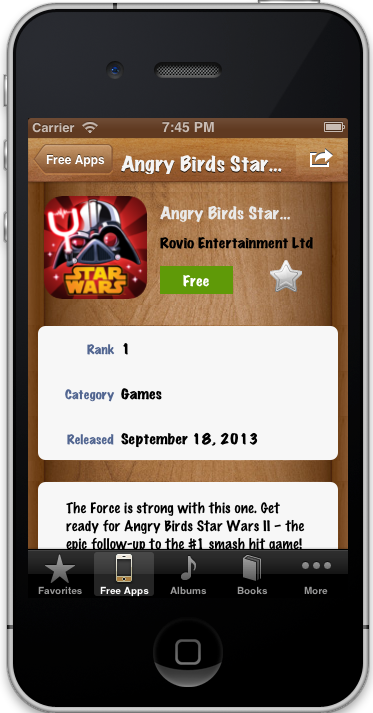 Carrier 7:45 PM
Free Apps Angry Birds Star...
STAR
WARS
Angry Birds Star...
Rovio Entertainment Ltd
Free
Rank 1
Category Games
Released September 18, 2013
The Force is strong with this one. Get
ready for Angry Birds Star Wars II – the
epic follow-up to the #1 smash hit game!
Favorites Free Apps Albums Books More